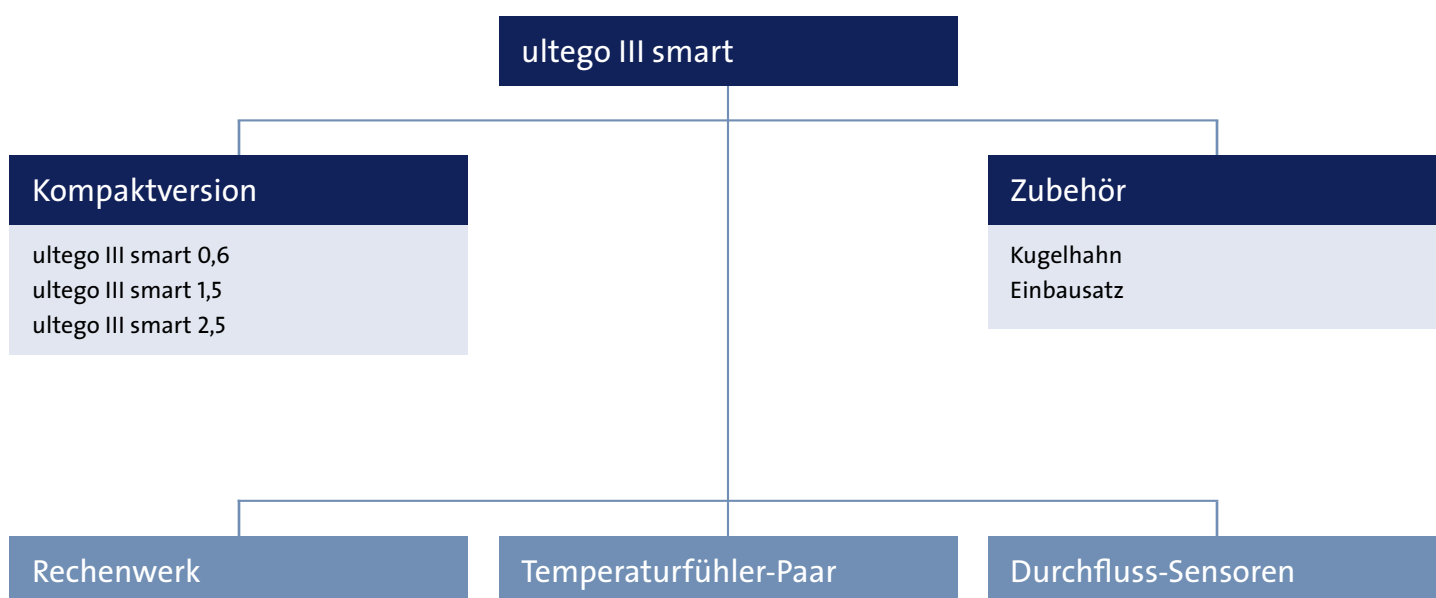 ultego III smart
Kompaktversion
ultego III smart 0,6
ultego III smart 1,5
ultego III smart 2,5
Zubehör
Kugelhahn
Einbausatz
Rechenwerk
Temperaturfühler-Paar
Durchfluss-Sensoren